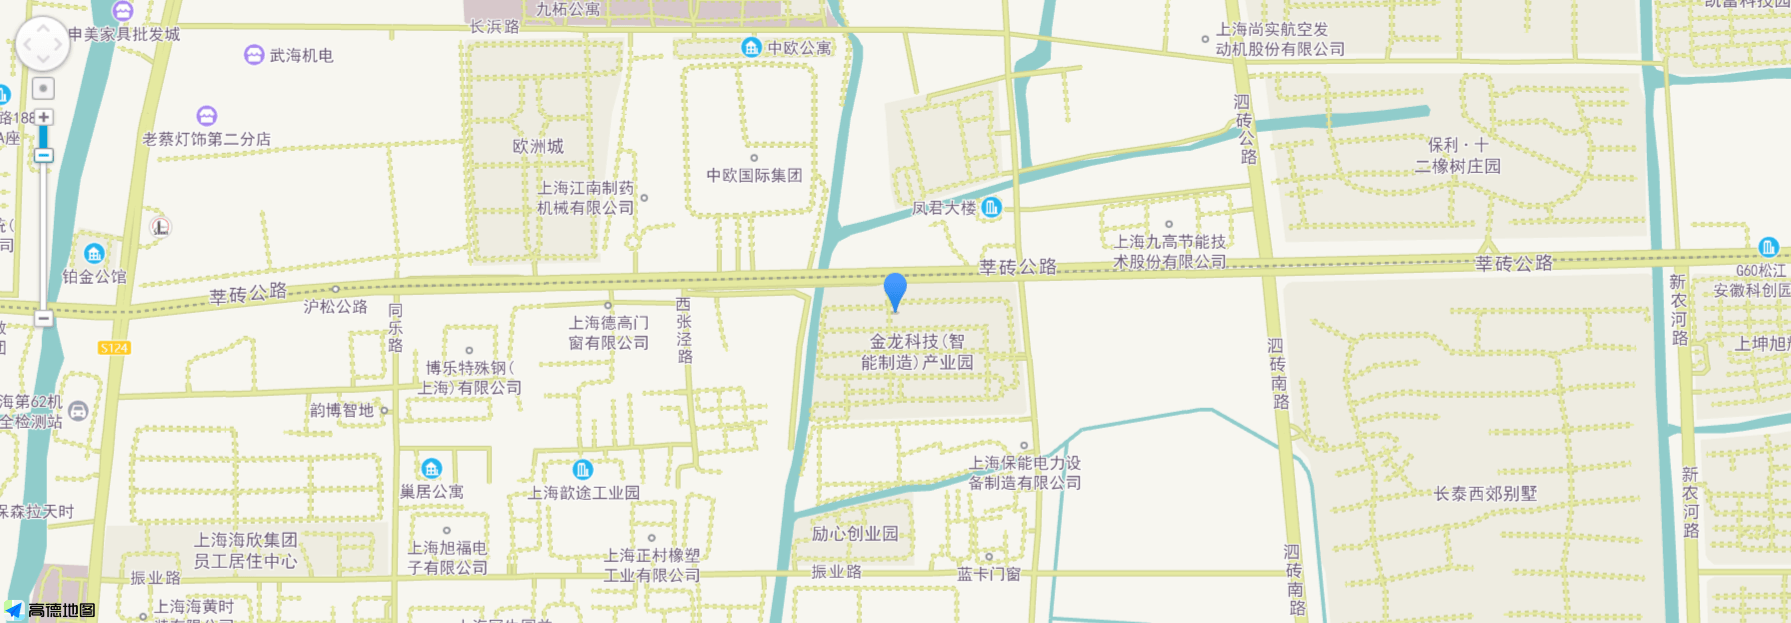 九柘公寓
长浜路
申美家具批发城
武海机电
中欧公寓
上海尚实航空发
动机股份有限公司
路188
A座
老蔡灯饰第二分店
欧洲城
中欧国际集团
上海江南制药
机械有限公司
泗砖公路
保利·十
二橡树庄园
凤君大楼
上海九高节能技
术股份有限公司
铂金公馆
莘砖公路
莘砖公路
莘砖公路
沪松公路
G60松江
安徽科创园
新农河路
同乐路
西张泾路
上海德高门
窗有限公司
S124
金龙科技(智
能制造)产业园
泗砖南路
上坤旭辉
博乐特殊钢(
上海)有限公司
韵博智地
海第62机
全检测站
上海保能电力设
备制造有限公司
巢居公寓
上海歆途工业园
长泰西郊别墅
新农河路
保森拉天时
上海海欣集团
员工居住中心
励心创业园
上海旭福电
子有限公司
上海正村橡塑
工业有限公司
振业路
振业路
蓝卡门窗
泗砖南路
高德地图
上海海黄时